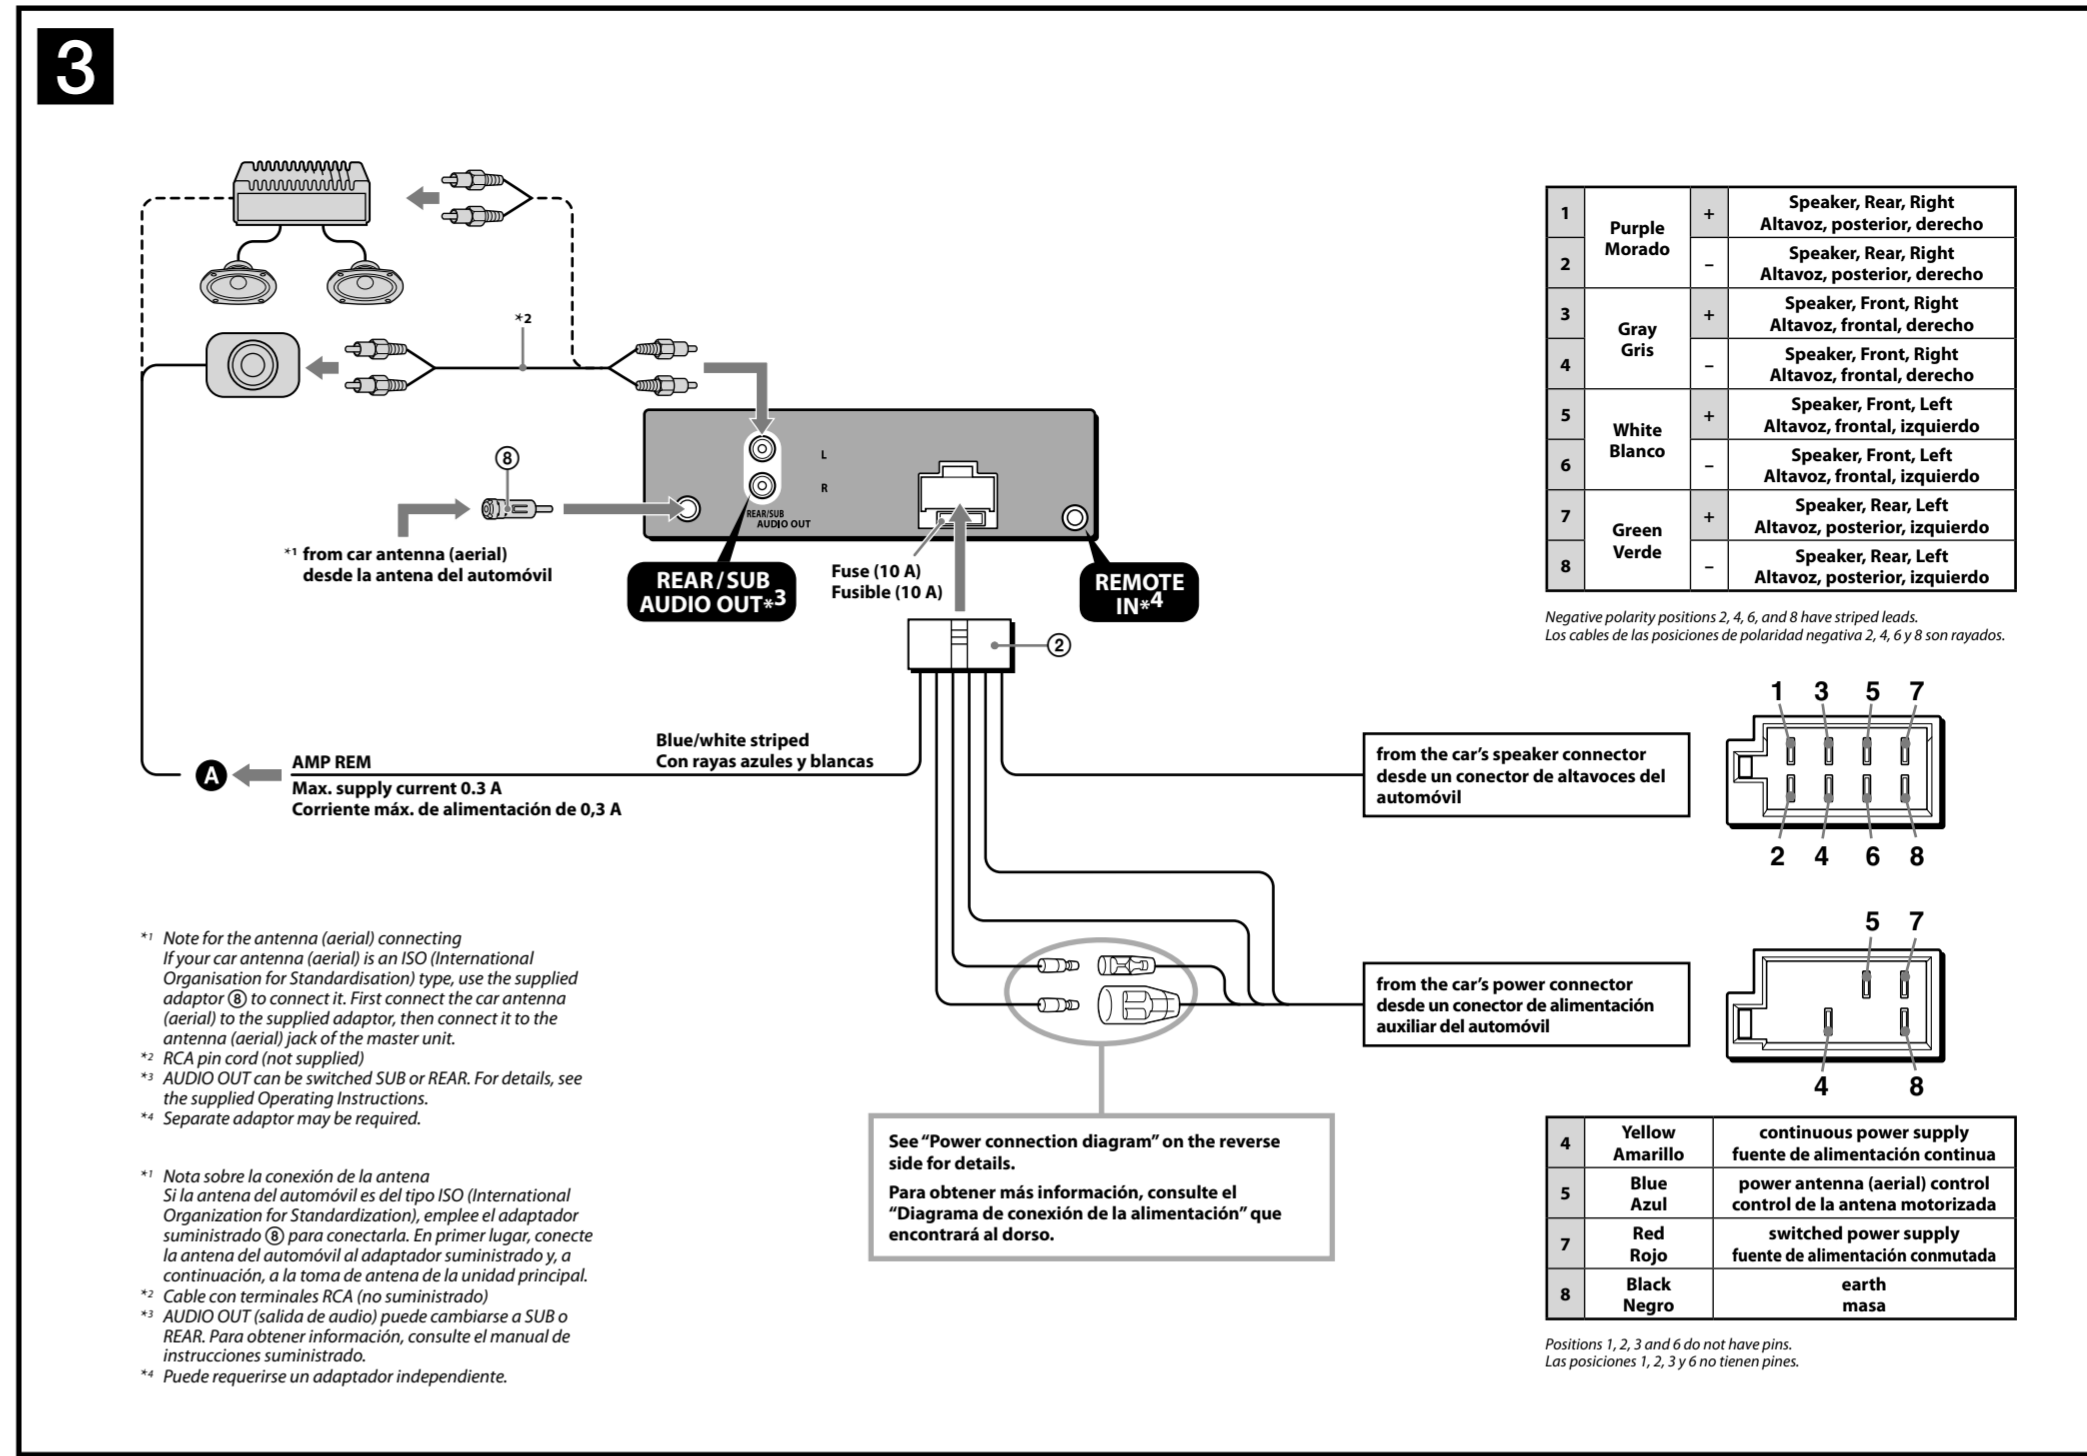 3
*2
8
L
R
REAR/SUB
AUDIO OUT
*1 from car antenna (aerial)
desde la antena del automóvil
REAR/SUB
AUDIO OUT*3
Fuse (10 A)
Fusible (10 A)
REMOTE
IN*4
2
Blue/white striped
Con rayas azules y blancas
A
AMP REM
Max. supply current 0.3 A
Corriente máx. de alimentación de 0,3 A
from the car's speaker connector
desde un conector de altavoces del
automóvil
from the car's power connector
desde un conector de alimentación
auxiliar del automóvil
See “Power connection diagram” on the reverse
side for details.
Para obtener más información, consulte el
“Diagrama de conexión de la alimentación” que
encontrará al dorso.
*1 Note for the antenna (aerial) connecting
If your car antenna (aerial) is an ISO (International
Organisation for Standardisation) type, use the supplied
adaptor ⑧ to connect it. First connect the car antenna
(aerial) to the supplied adaptor, then connect it to the
antenna (aerial) jack of the master unit.
*2 RCA pin cord (not supplied)
*3 AUDIO OUT can be switched SUB or REAR. For details, see
the supplied Operating Instructions.
*4 Separate adaptor may be required.
*1 Nota sobre la conexión de la antena
Si la antena del automóvil es del tipo ISO (International
Organization for Standardization), emplee el adaptador
suministrado ⑧ para conectarla. En primer lugar, conecte
la antena del automóvil al adaptador suministrado y, a
continuación, a la toma de antena de la unidad principal.
*2 Cable con terminales RCA (no suministrado)
*3 AUDIO OUT (salida de audio) puede cambiarse a SUB o
REAR. Para obtener información, consulte el manual de
instrucciones suministrado.
*4 Puede requerirse un adaptador independiente.
1 Purple + Speaker, Rear, Right
Morado Altavoz, posterior, derecho
2 – Speaker, Rear, Right
Altavoz, posterior, derecho
3 Gray + Speaker, Front, Right
Gris Altavoz, frontal, derecho
4 – Speaker, Front, Right
Altavoz, frontal, derecho
5 White + Speaker, Front, Left
Blanco Altavoz, frontal, izquierdo
6 – Speaker, Front, Left
Altavoz, frontal, izquierdo
7 Green + Speaker, Rear, Left
Verde Altavoz, posterior, izquierdo
8 – Speaker, Rear, Left
Altavoz, posterior, izquierdo
Negative polarity positions 2, 4, 6, and 8 have striped leads.
Los cables de las posiciones de polaridad negativa 2, 4, 6 y 8 son rayados.
1 3 5 7
2 4 6 8
5 7
4 8
4 Yellow continuous power supply
Amarillo fuente de alimentación continua
5 Blue power antenna (aerial) control
Azul control de la antena motorizada
7 Red switched power supply
Rojo fuente de alimentación conmutada
8 Black earth
Negro masa
Positions 1, 2, 3 and 6 do not have pins.
Las posiciones 1, 2, 3 y 6 no tienen pines.